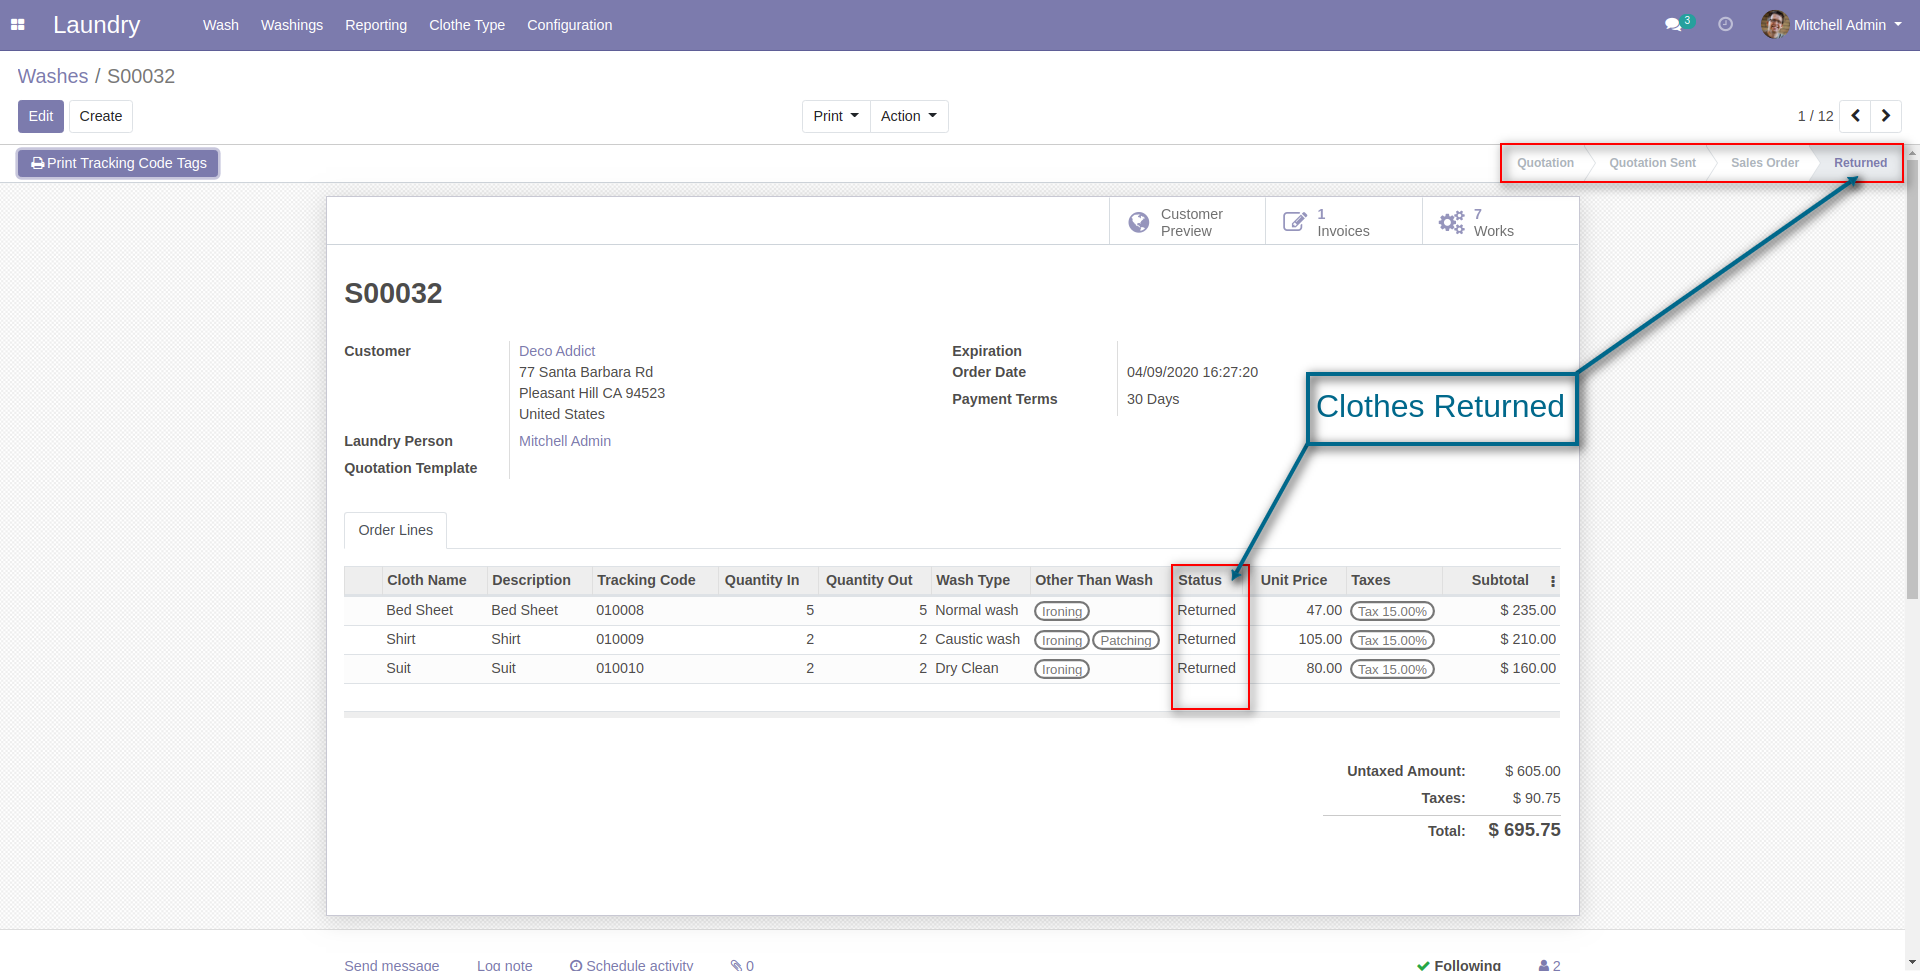 Laundry Wash Washings Reporting Clothe Type Configuration 3 Mitchell Admin
Washes / S00032
Edit Create Print Action 1 / 12
Print Tracking Code Tags Quotation Quotation Sent Sales Order Returned
Customer Preview 1 Invoices 7 Works
S00032
Customer Deco Addict Expiration
77 Santa Barbara Rd Order Date 04/09/2020 16:27:20
Pleasant Hill CA 94523 Payment Terms 30 Days
United States
Clothes Returned
Laundry Person Mitchell Admin
Quotation Template
Order Lines
Cloth Name Description Tracking Code Quantity In Quantity Out Wash Type Other Than Wash Status Unit Price Taxes Subtotal
Bed Sheet Bed Sheet 010008 5 5 Normal wash Ironing Returned 47.00 Tax 15.00% $ 235.00
Shirt Shirt 010009 2 2 Caustic wash Ironing Patching Returned 105.00 Tax 15.00% $ 210.00
Suit Suit 010010 2 2 Dry Clean Ironing Returned 80.00 Tax 15.00% $ 160.00
Untaxed Amount: $ 605.00
Taxes: $ 90.75
Total: $ 695.75
Send message Log note Schedule activity 0 Following 2